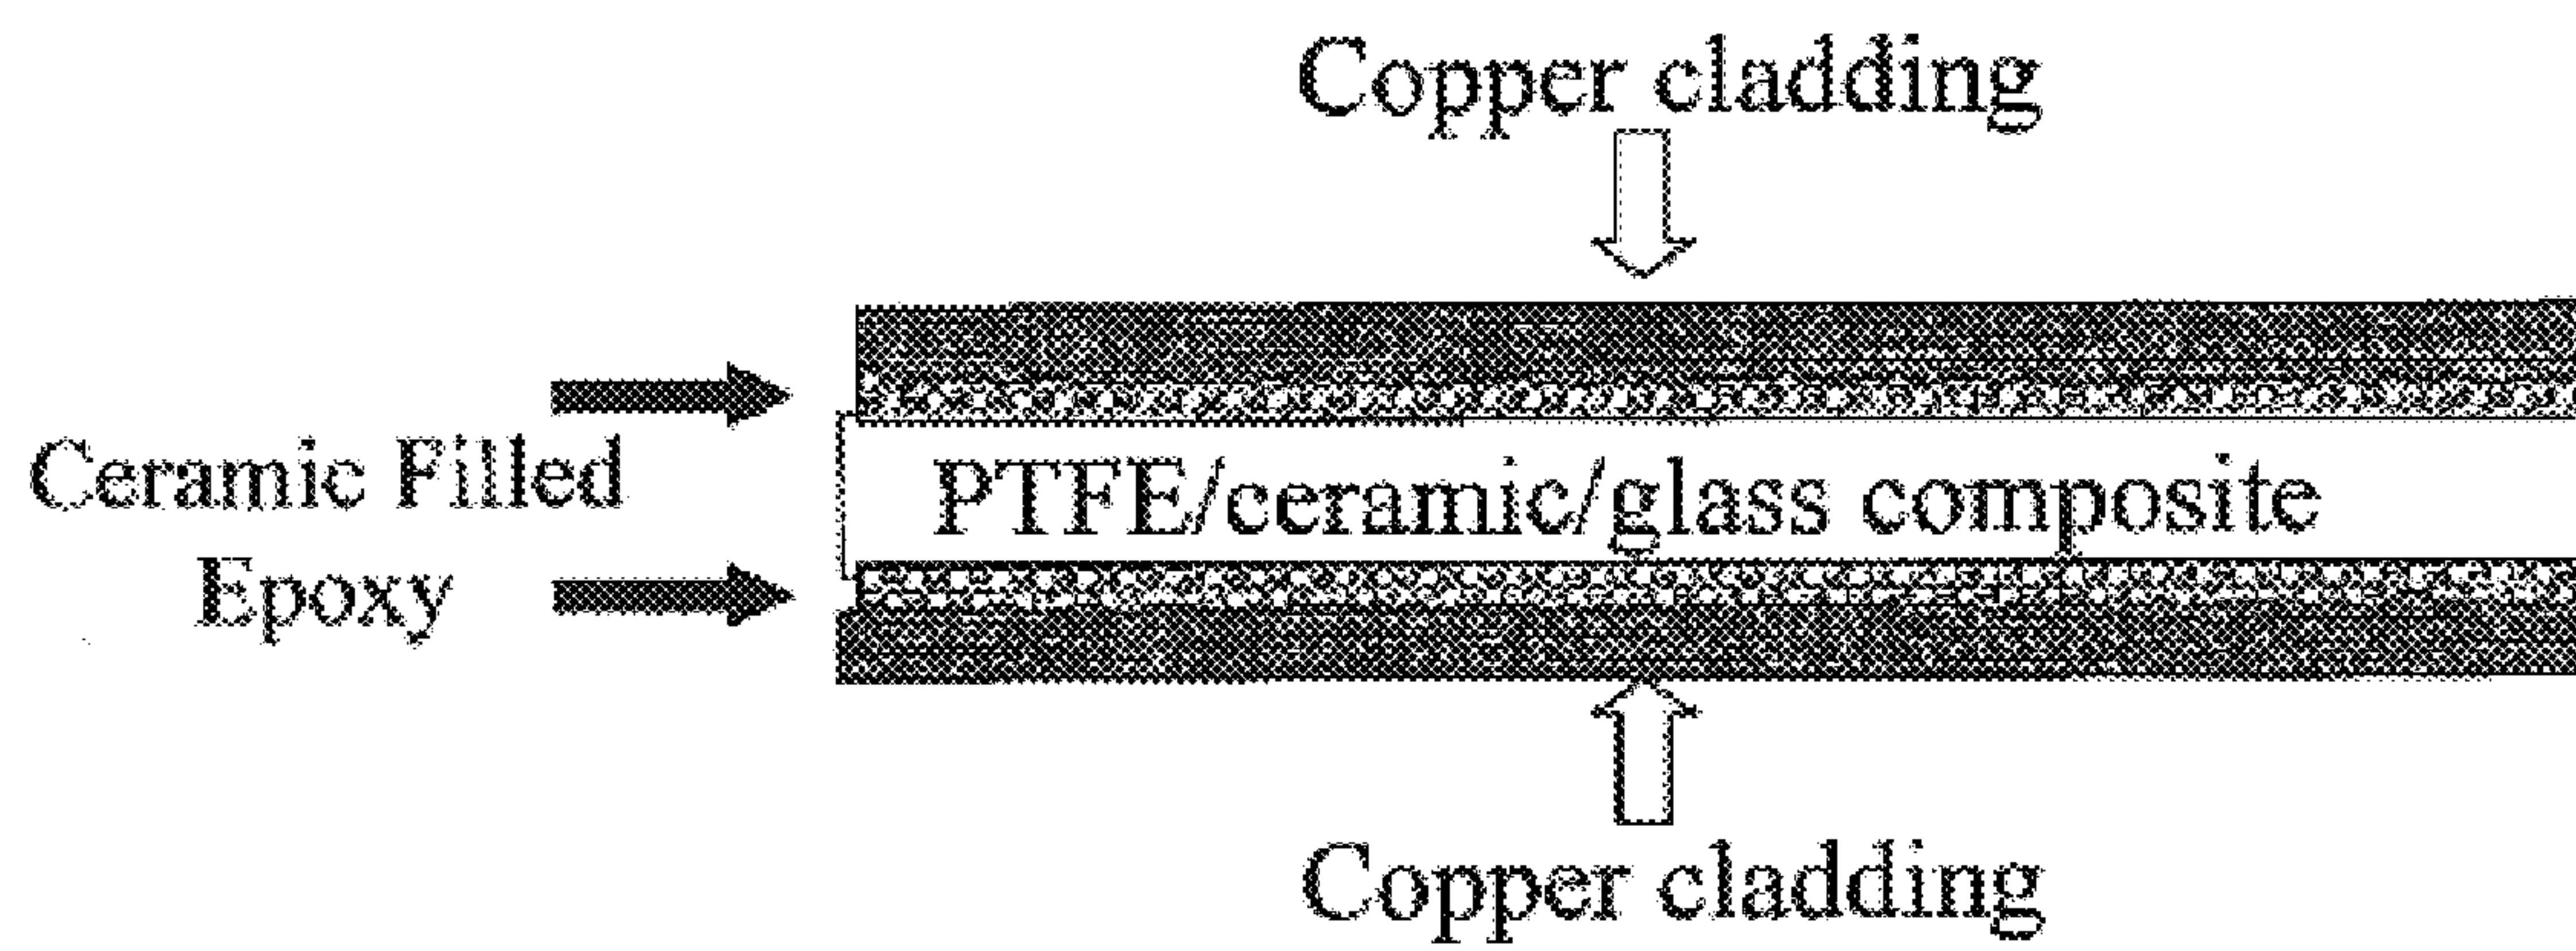 Copper cladding
Ceramic Filled
Epoxy
PTFE/ceramic/glass composite
Copper cladding